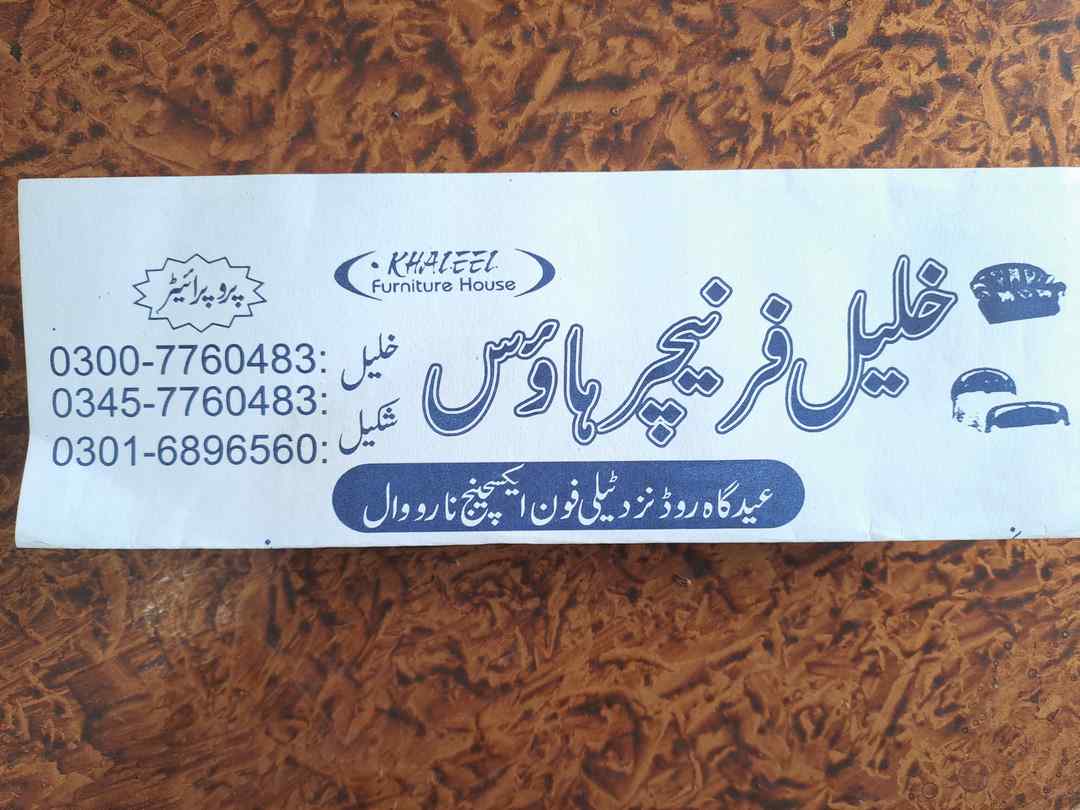 KHALEEL
Furniture House
خلیل فرنیچر ہاؤس
عیدگاہ روڈ نزد ٹیلی فون ایکسچینج نارووال
پروپرائیٹر
خلیل :0300-7760483
0345-7760483:
شکیل :0301-6896560